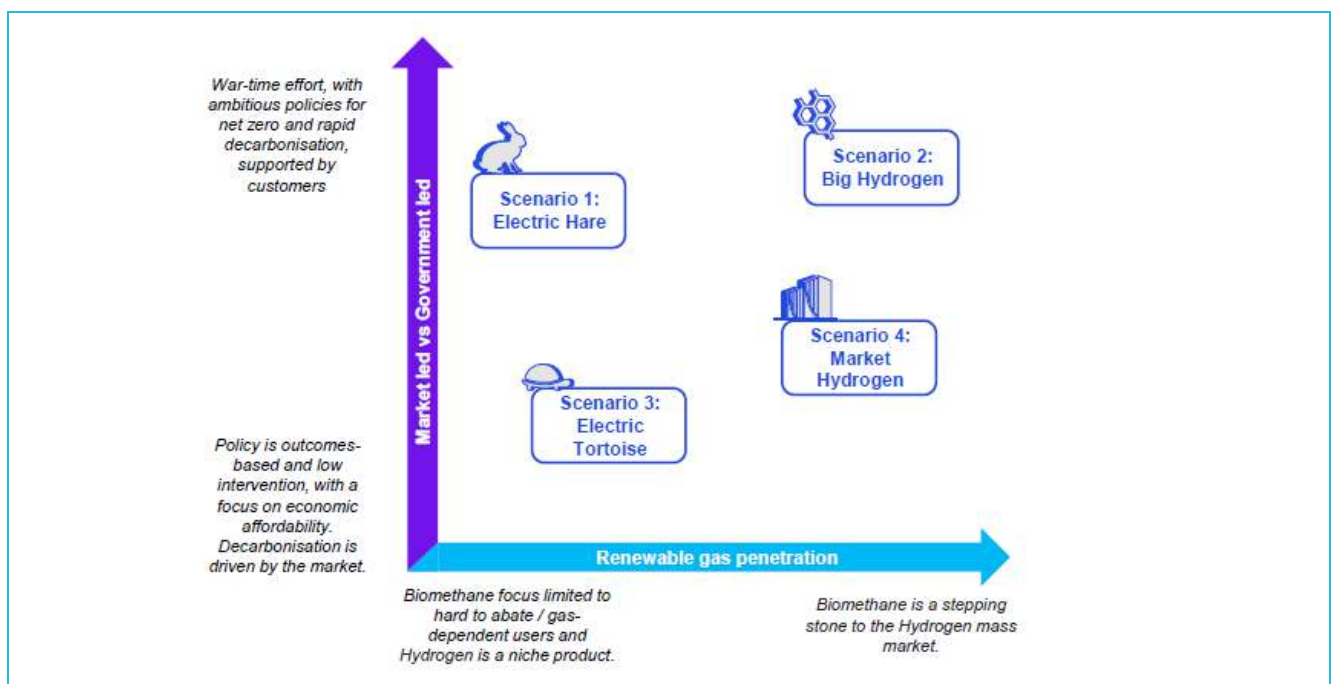 War-time effort, with
ambitious policies for
net zero and rapid
decarbonisation,
supported by
customers
Scenario 1:
Electric Hare
Scenario 2:
Big Hydrogen
Market led vs Government led
Scenario 4:
Market
Hydrogen
Scenario 3:
Electric
Tortoise
Policy is outcomes-
based and low
intervention, with a
focus on economic
affordability.
Decarbonisation is
driven by the market.
Renewable gas penetration
Biomethane focus limited to
hard to abate / gas-
dependent users and
Hydrogen is a niche product.
Biomethane is a stepping
stone to the Hydrogen mass
market.